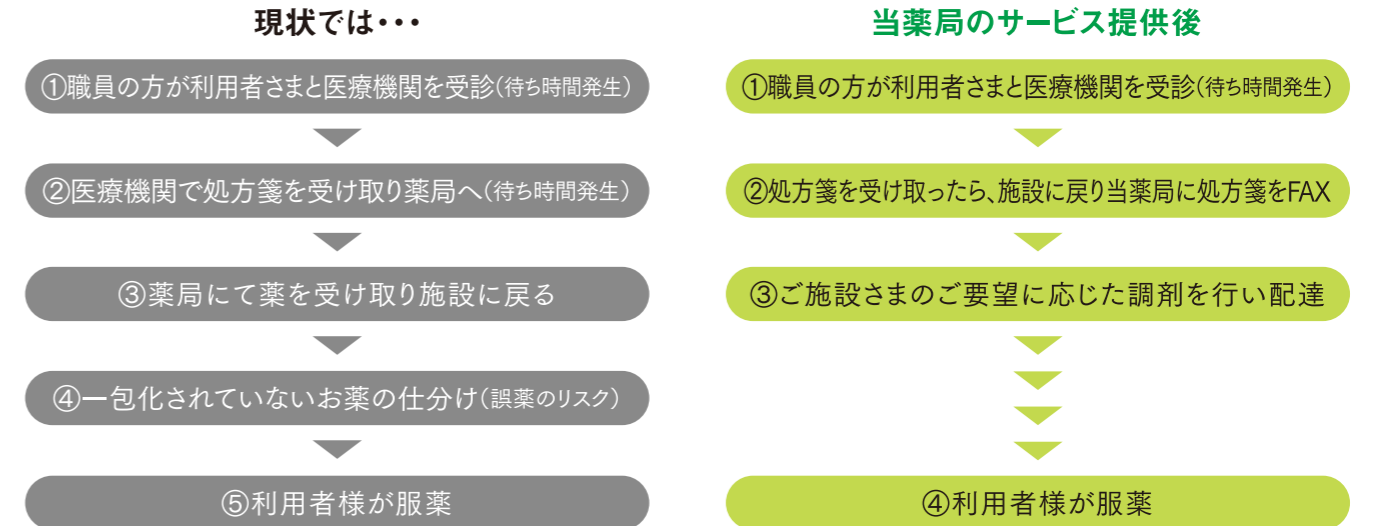 現状では・・・
①職員の方が利用者さまと医療機関を受診(待ち時間発生)
②医療機関で処方箋を受け取り薬局へ(待ち時間発生)
③薬局にて薬を受け取り施設に戻る
④一包化されていないお薬の仕分け(誤薬のリスク)
⑤利用者様が服薬
当薬局のサービス提供後
①職員の方が利用者さまと医療機関を受診(待ち時間発生)
②処方箋を受け取ったら、施設に戻り当薬局に処方箋をFAX
③ご施設さまのご要望に応じた調剤を行い配達
④利用者様が服薬